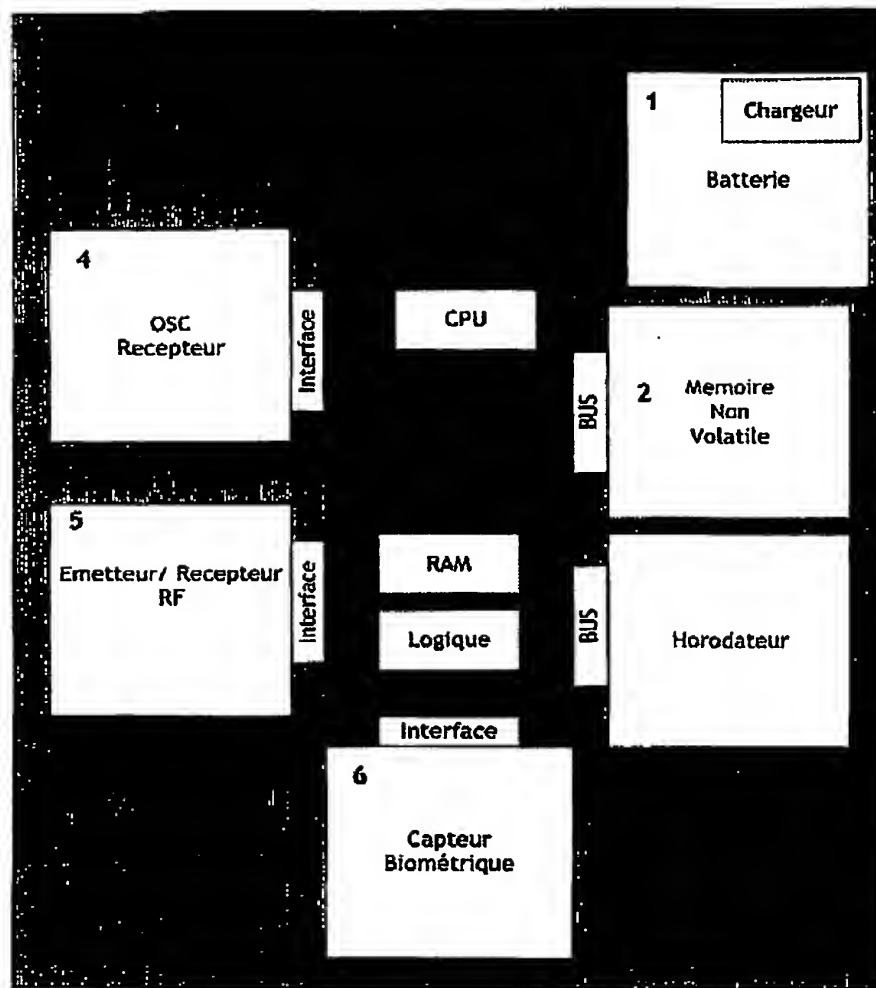 1
Chargeur
Batterie
4
OSC
Recepteur
Interface
CPU
BUS
2
Memoire
Non
Volatile
5
Emetteur/ Recepteur
RF
Interface
RAM
Logique
BUS
Horodateur
Interface
6
Capteur
Biométrique